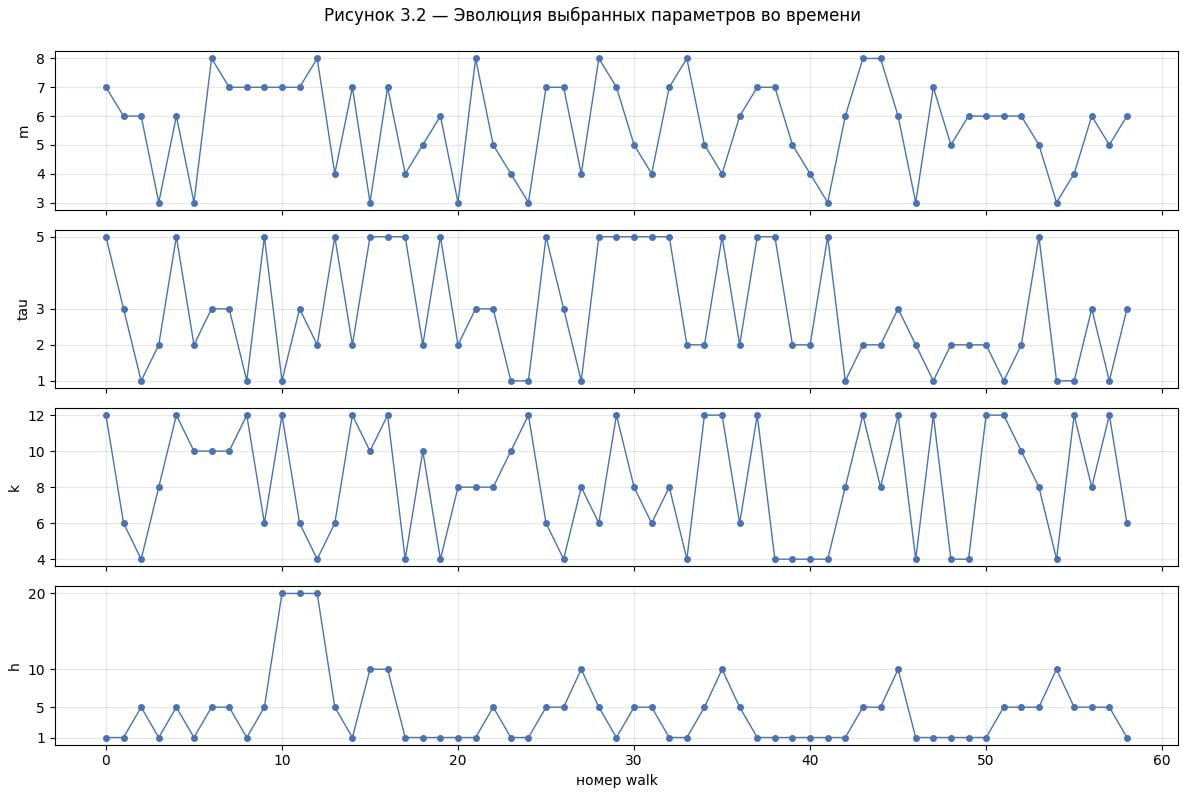 Рисунок 3.2 — Эволюция выбранных параметров во времени
8
7
6
5
4
3
m
5
3
2
1
tau
12
10
8
6
4
k
20
10
5
1
h
0 10 20 30 40 50 60
номер walk